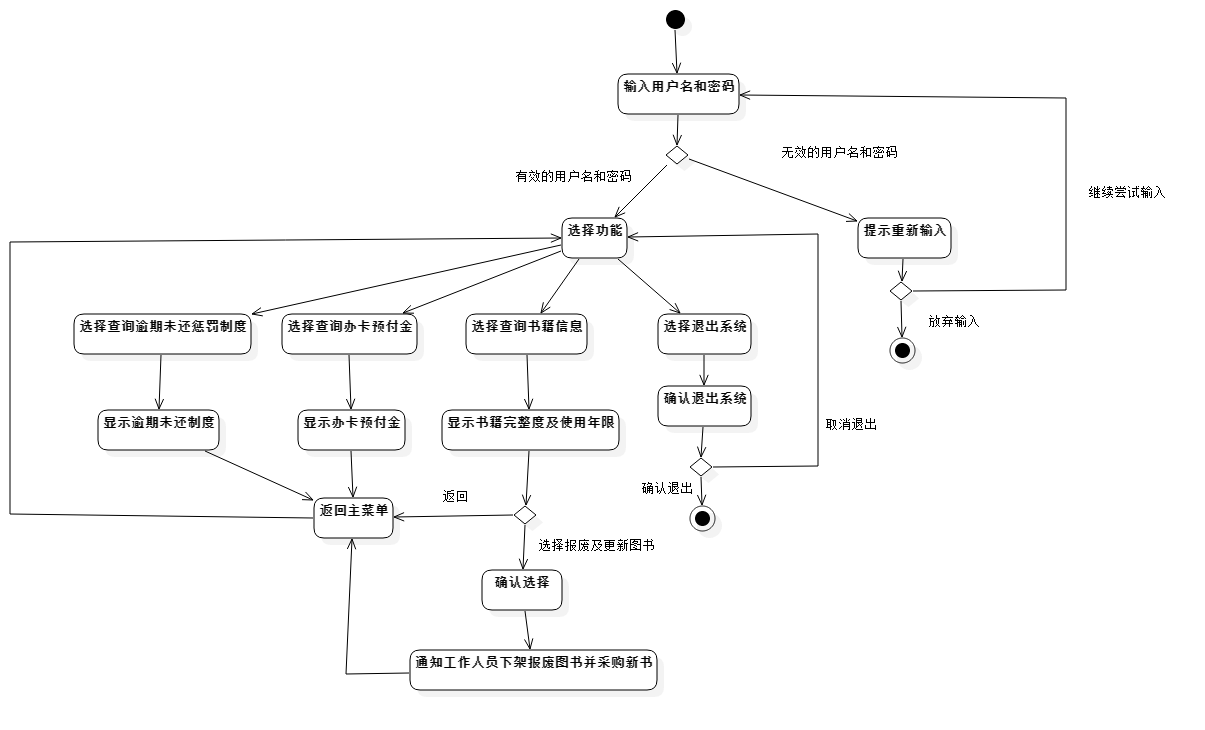 输入用户名和密码
无效的用户名和密码
有效的用户名和密码
继续尝试输入
选择功能
提示重新输入
放弃输入
选择查询逾期未还惩罚制度
选择查询办卡预付金
选择查询书籍信息
选择退出系统
确认退出系统
显示逾期未还制度
显示办卡预付金
显示书籍完整度及使用年限
取消退出
确认退出
返回
返回主菜单
选择报废及更新图书
确认选择
通知工作人员下架报废图书并采购新书